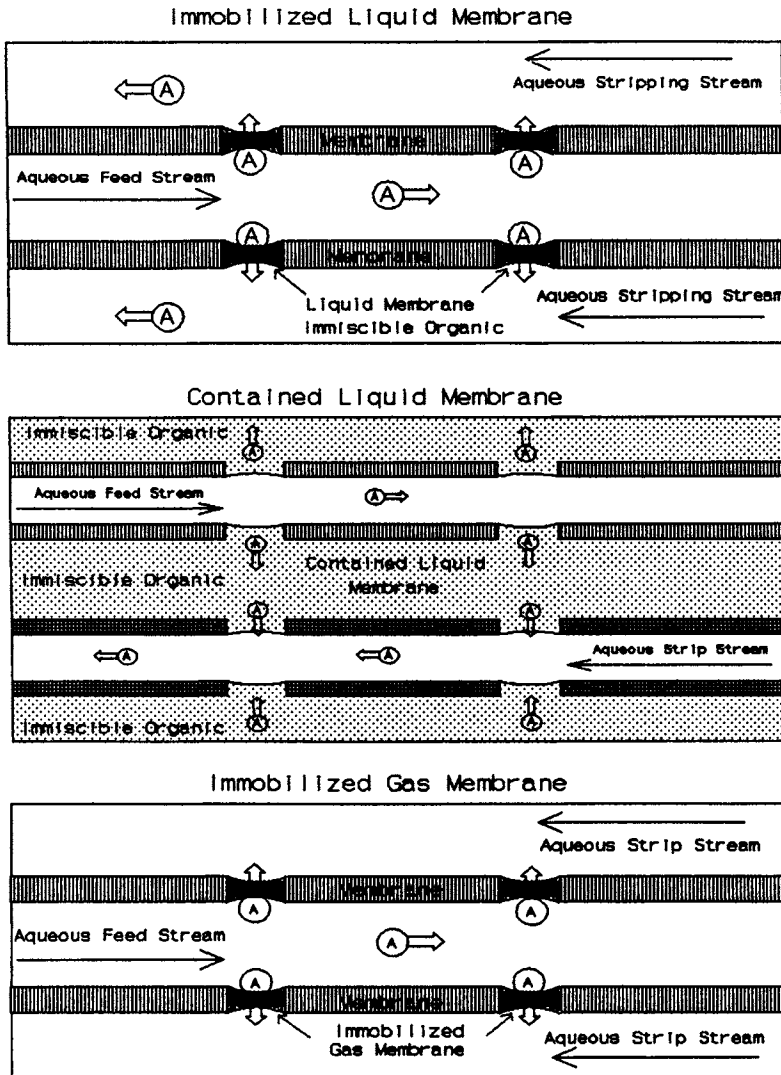 Immobilized Liquid Membrane
Aqueous Stripping Stream
A
Membrane
A
A
Aqueous Feed Stream
A
A
A
Membrane
A
Liquid Membrane
Immiscible Organic
Aqueous Stripping Stream
Contained Liquid Membrane
Immiscible Organic
A
A
Aqueous Feed Stream
A
A
A
Immiscible Organic
Contained Liquid
Membrane
A
A
A
A
Aqueous Strip Stream
Immiscible Organic
A
A
Immobilized Gas Membrane
Aqueous Strip Stream
Membrane
A
A
Aqueous Feed Stream
A
A
A
Membrane
Immobilized
Gas Membrane
Aqueous Strip Stream